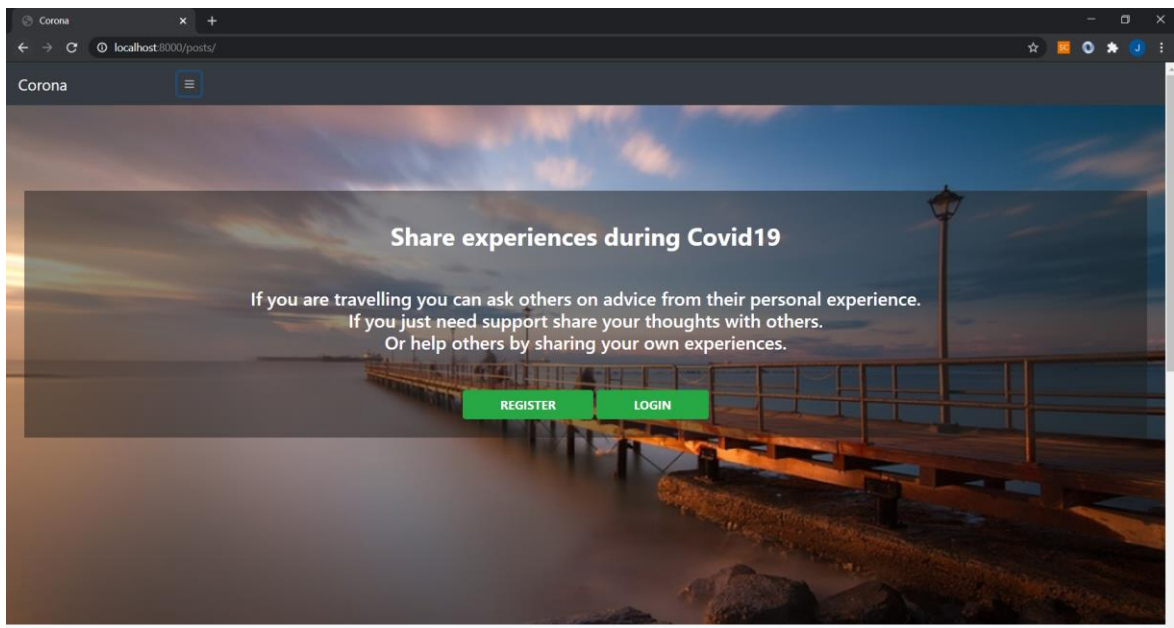 Corona
localhost:8000/posts/
SC
J
Corona
Share experiences during Covid19
If you are travelling you can ask others on advice from their personal experience.
If you just need support share your thoughts with others.
Or help others by sharing your own experiences.
REGISTER LOGIN